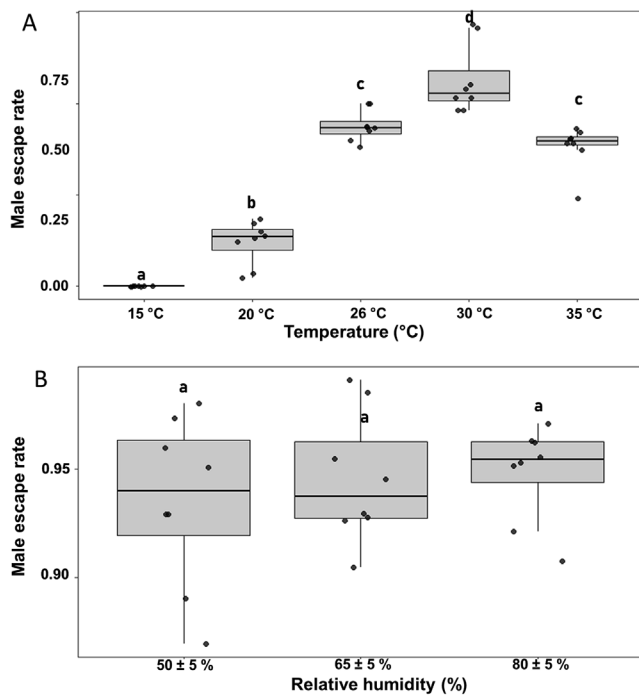 A
d
0.75
c
c
0.50
b
0.25
a
0.00
Male escape rate
15 °C 20 °C 26 °C 30 °C 35 °C
Temperature (°C)
B
a
a
a
0.95
0.90
Male escape rate
50 ± 5 % 65 ± 5 % 80 ± 5 %
Relative humidity (%)